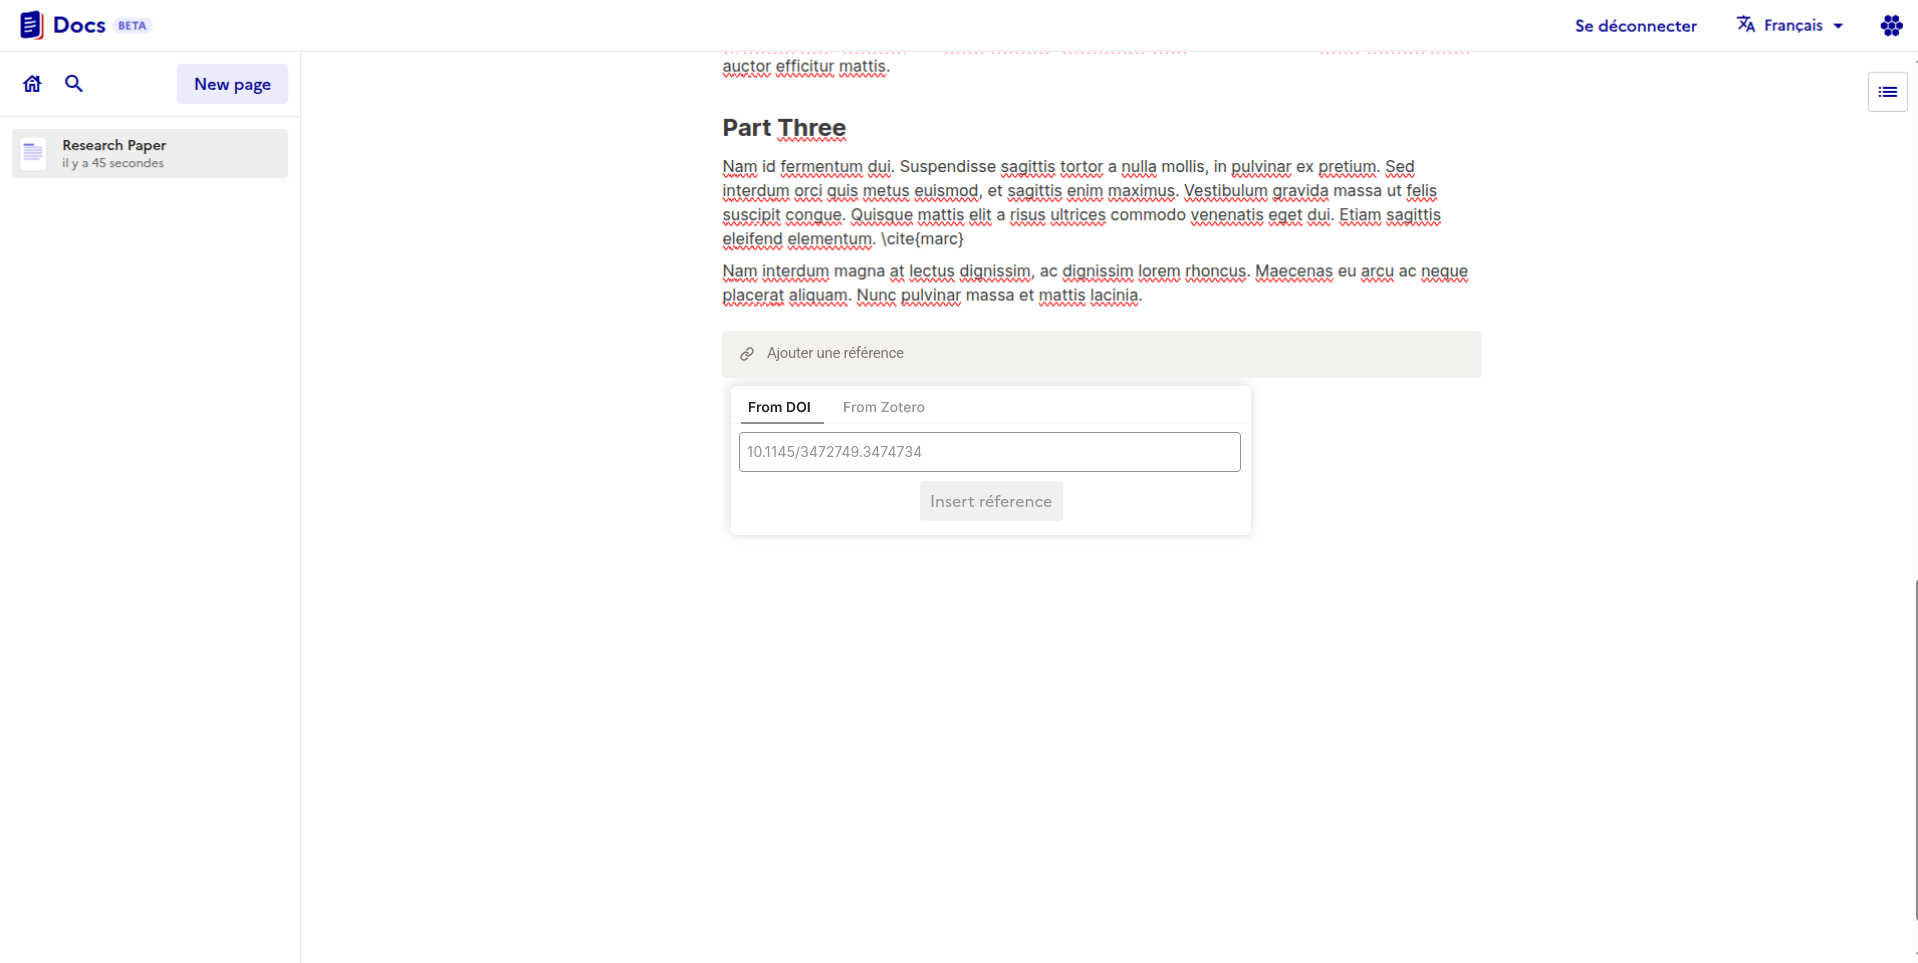 Docs BETA
Se déconnecter
Français
New page
Research Paper
il y a 45 secondes
auctor efficitur mattis.
Part Three
Nam id fermentum dui. Suspendisse sagittis tortor a nulla mollis, in pulvinar ex pretium. Sed
interdum orci quis metus euismod, et sagittis enim maximus. Vestibulum gravida massa ut felis
suscipit congue. Quisque mattis elit a risus ultrices commodo venenatis eget dui. Etiam sagittis
eleifend elementum. \cite{marc}
Nam interdum magna at lectus dignissim, ac dignissim lorem rhoncus. Maecenas eu arcu ac neque
placerat aliquam. Nunc pulvinar massa et mattis lacinia.
Ajouter une référence
From DOI
From Zotero
10.1145/3472749.3474734
Insert réference